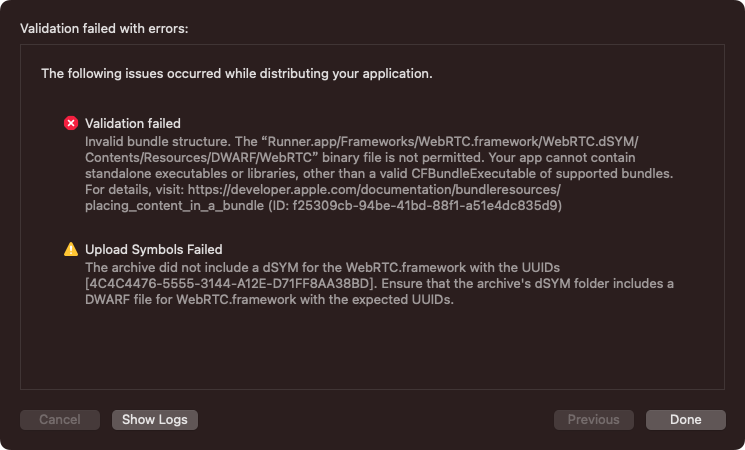 Validation failed with errors:
The following issues occurred while distributing your application.
Validation failed
Invalid bundle structure. The “Runner.app/Frameworks/WebRTC.framework/WebRTC.dSYM/
Contents/Resources/DWARF/WebRTC” binary file is not permitted. Your app cannot contain
standalone executables or libraries, other than a valid CFBundleExecutable of supported bundles.
For details, visit: https://developer.apple.com/documentation/bundleresources/
placing_content_in_a_bundle (ID: f25309cb-94be-41bd-88f1-a51e4dc835d9)
Upload Symbols Failed
The archive did not include a dSYM for the WebRTC.framework with the UUIDs
[4C4C4476-5555-3144-A12E-D71FF8AA38BD]. Ensure that the archive's dSYM folder includes a
DWARF file for WebRTC.framework with the expected UUIDs.
Cancel
Show Logs
Previous
Done